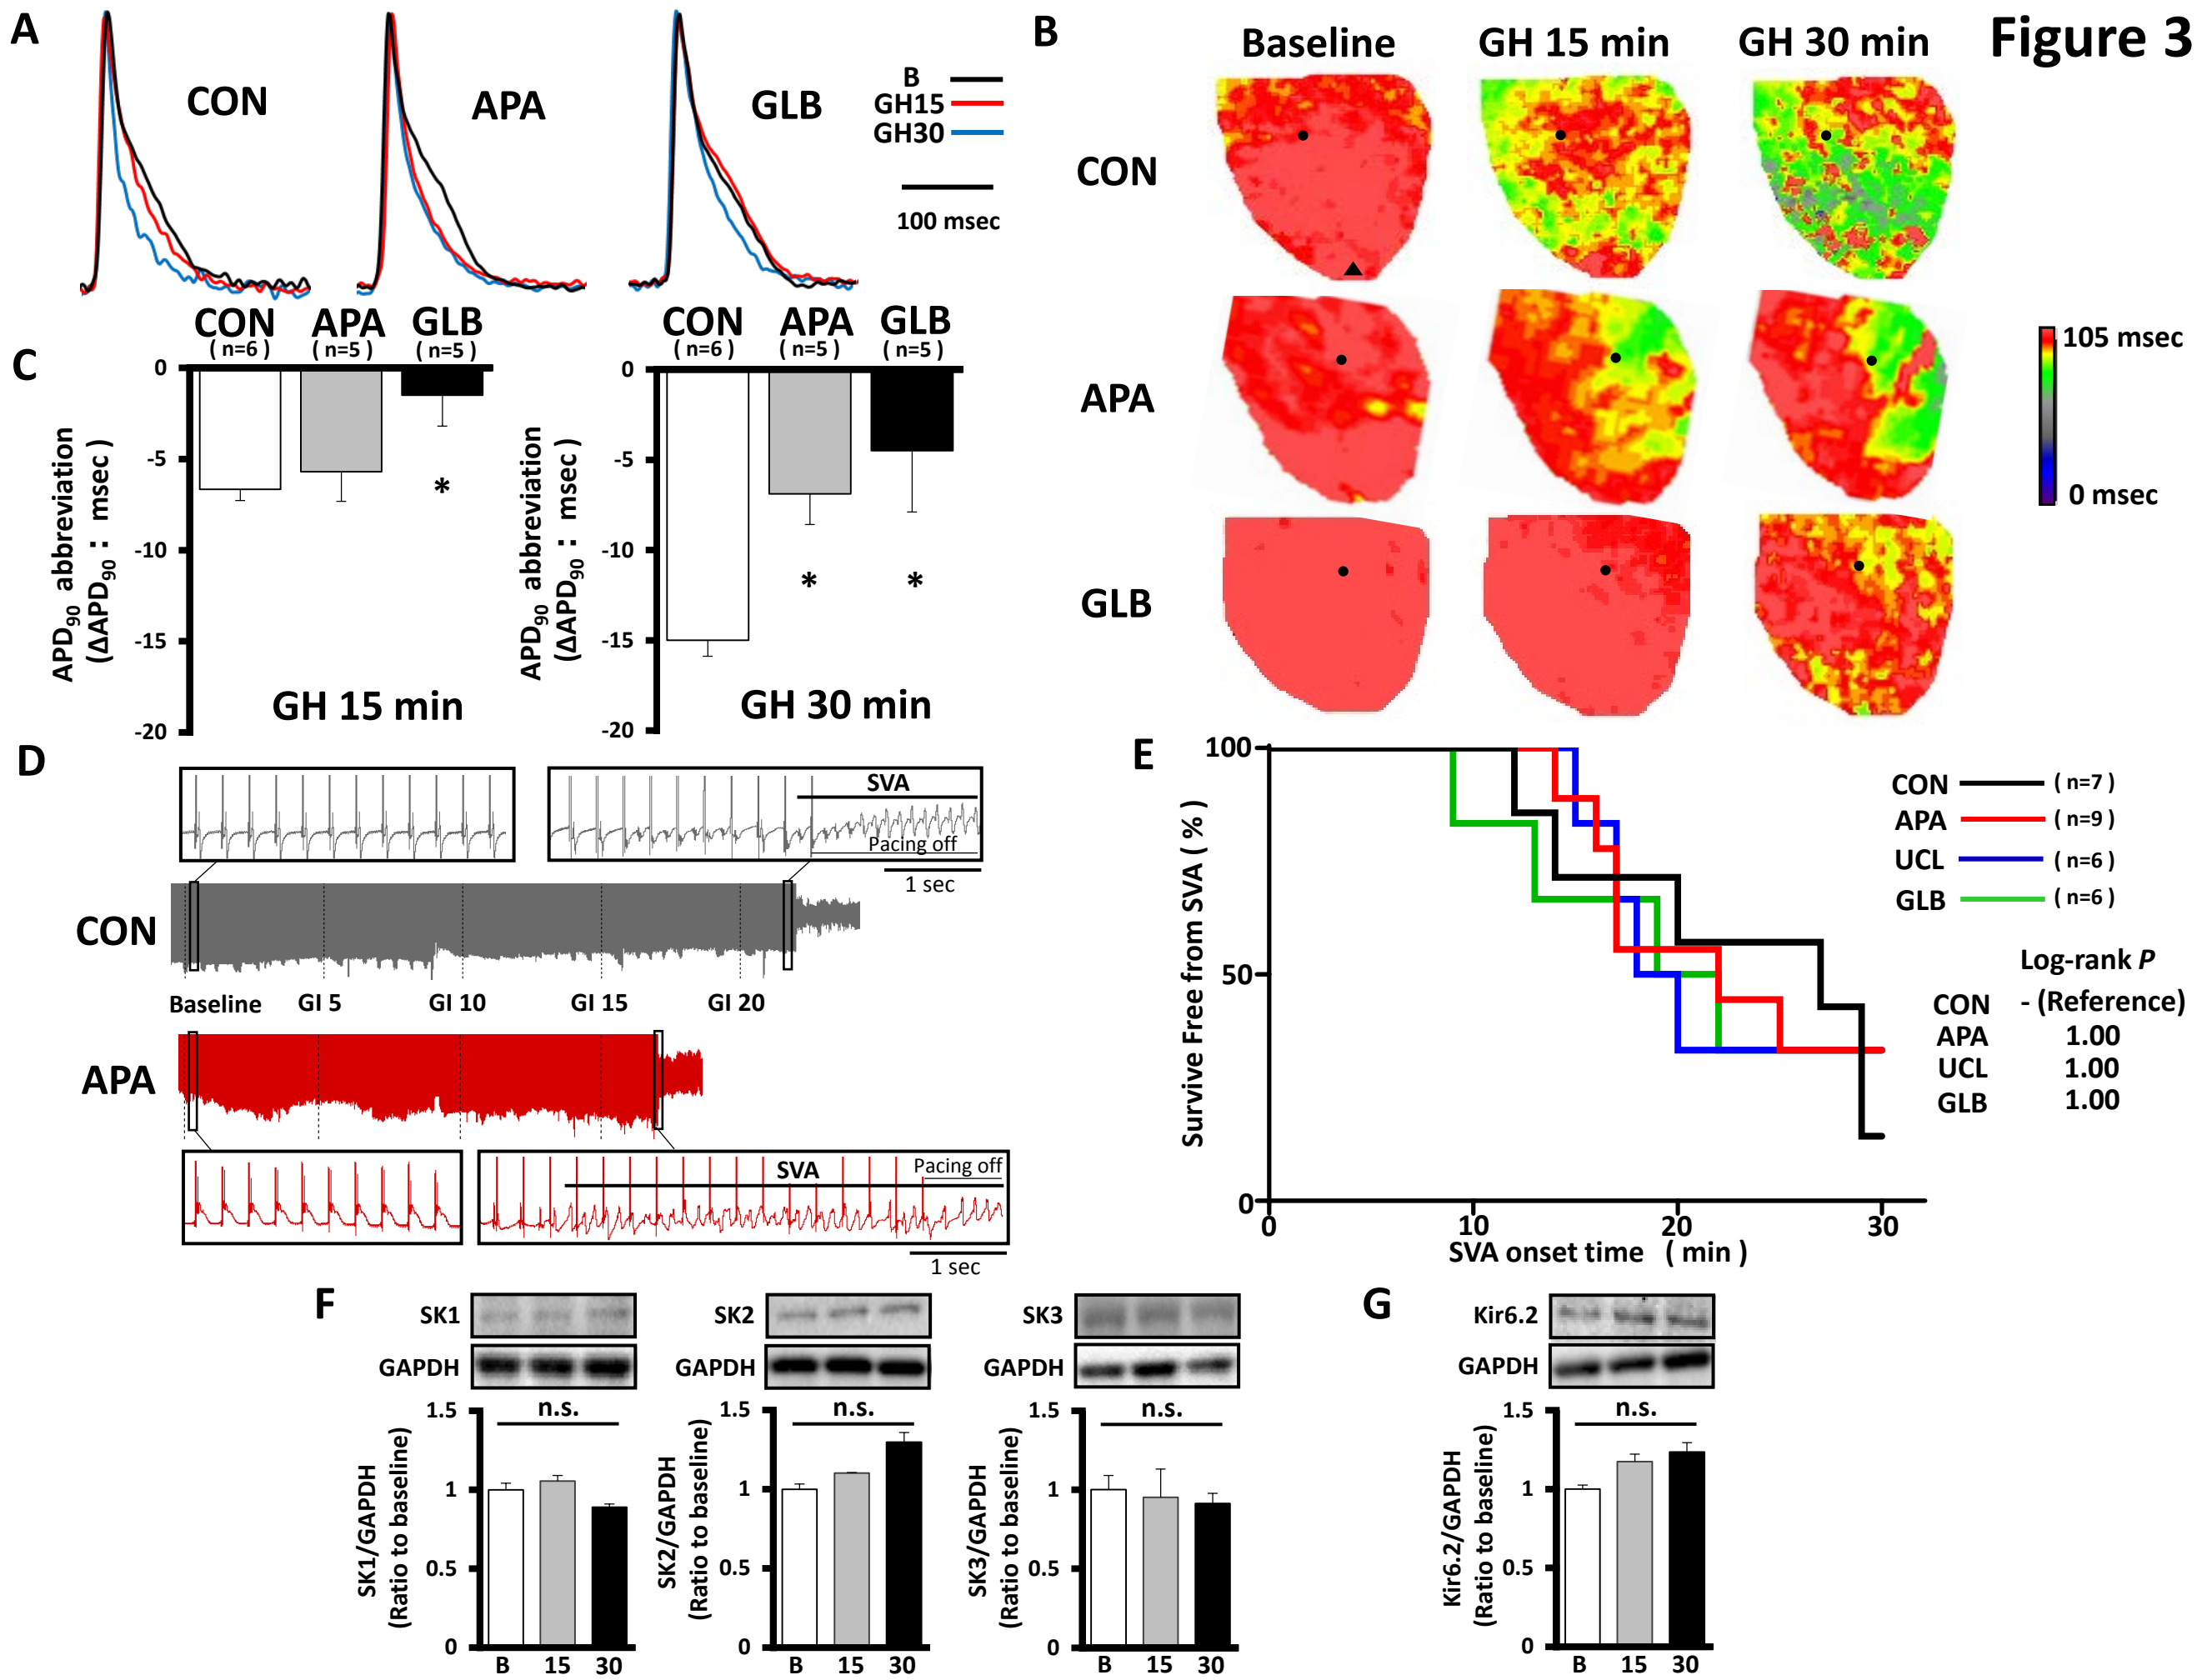 Figure 3
A
CON
APA
GLB
B
GH15
GH30
100 msec
B
Baseline
GH 15 min
GH 30 min
CON
APA
GLB
105 msec
0 msec
C
CON
( n=6 )
APA
( n=5 )
GLB
( n=5 )
0
-5
-10
-15
-20
APD90 abbreviation
(ΔAPD90 : msec )
*
GH 15 min
CON
( n=6 )
APA
( n=5 )
GLB
( n=5 )
0
-5
-10
-15
-20
APD90 abbreviation
(ΔAPD90 : msec )
*
*
GH 30 min
D
SVA
Pacing off
1 sec
CON
Baseline
GI 5
GI 10
GI 15
GI 20
APA
SVA
Pacing off
1 sec
E
100
50
0
Survive Free from SVA ( % )
0
10
20
30
SVA onset time ( min )
CON ( n=7 )
APA ( n=9 )
UCL ( n=6 )
GLB ( n=6 )
Log-rank P
CON - (Reference)
APA 1.00
UCL 1.00
GLB 1.00
F
SK1
GAPDH
1.5
1
0.5
0
SK1/GAPDH
(Ratio to baseline)
n.s.
B 15 30
SK2
GAPDH
1.5
1
0.5
0
SK2/GAPDH
(Ratio to baseline)
n.s.
B 15 30
SK3
GAPDH
1.5
1
0.5
0
SK3/GAPDH
(Ratio to baseline)
n.s.
B 15 30
G
Kir6.2
GAPDH
1.5
1
0.5
0
Kir6.2/GAPDH
(Ratio to baseline)
n.s.
B 15 30